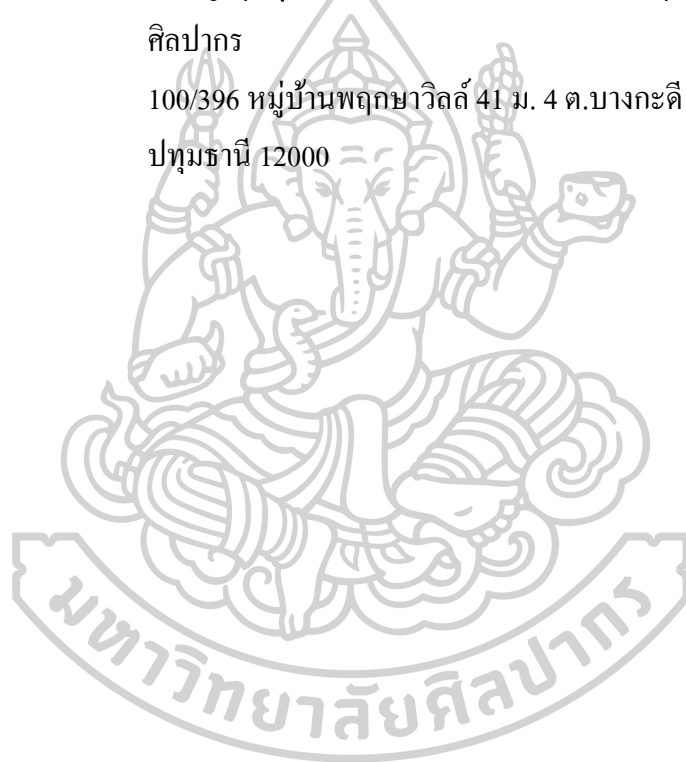 ศิลปากร
100/396 หมู่บ้านพฤกษาวิลล์ 41 ม. 4 ต.บางกะดี
ปทุมธานี 12000
มหาวิทยาลัยศิลปากร